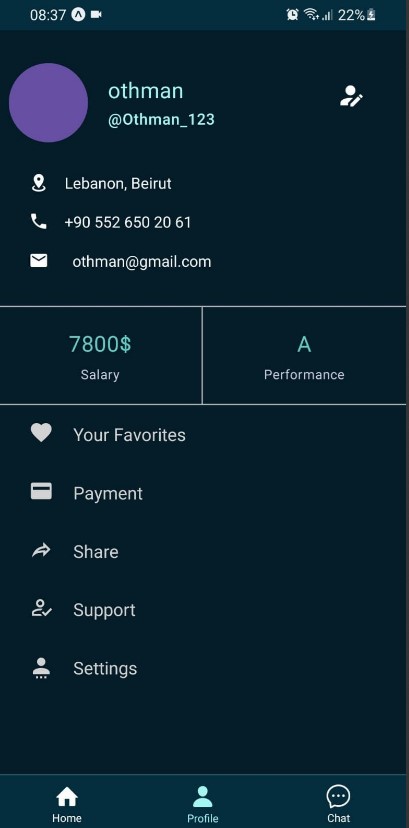 08:37 22%
othman
@Othman_123
Lebanon, Beirut
+90 552 650 20 61
othman@gmail.com
7800$ A
Salary Performance
Your Favorites
Payment
Share
Support
Settings
Home Profile Chat